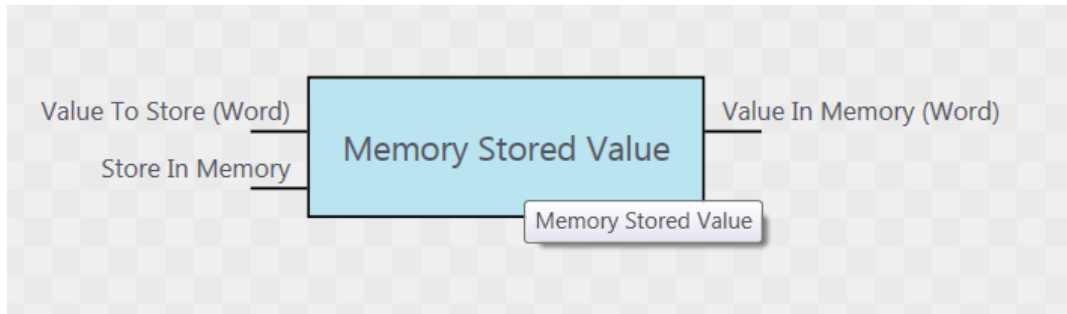 Value To Store (Word)
Value In Memory (Word)
Memory Stored Value
Store In Memory
Memory Stored Value